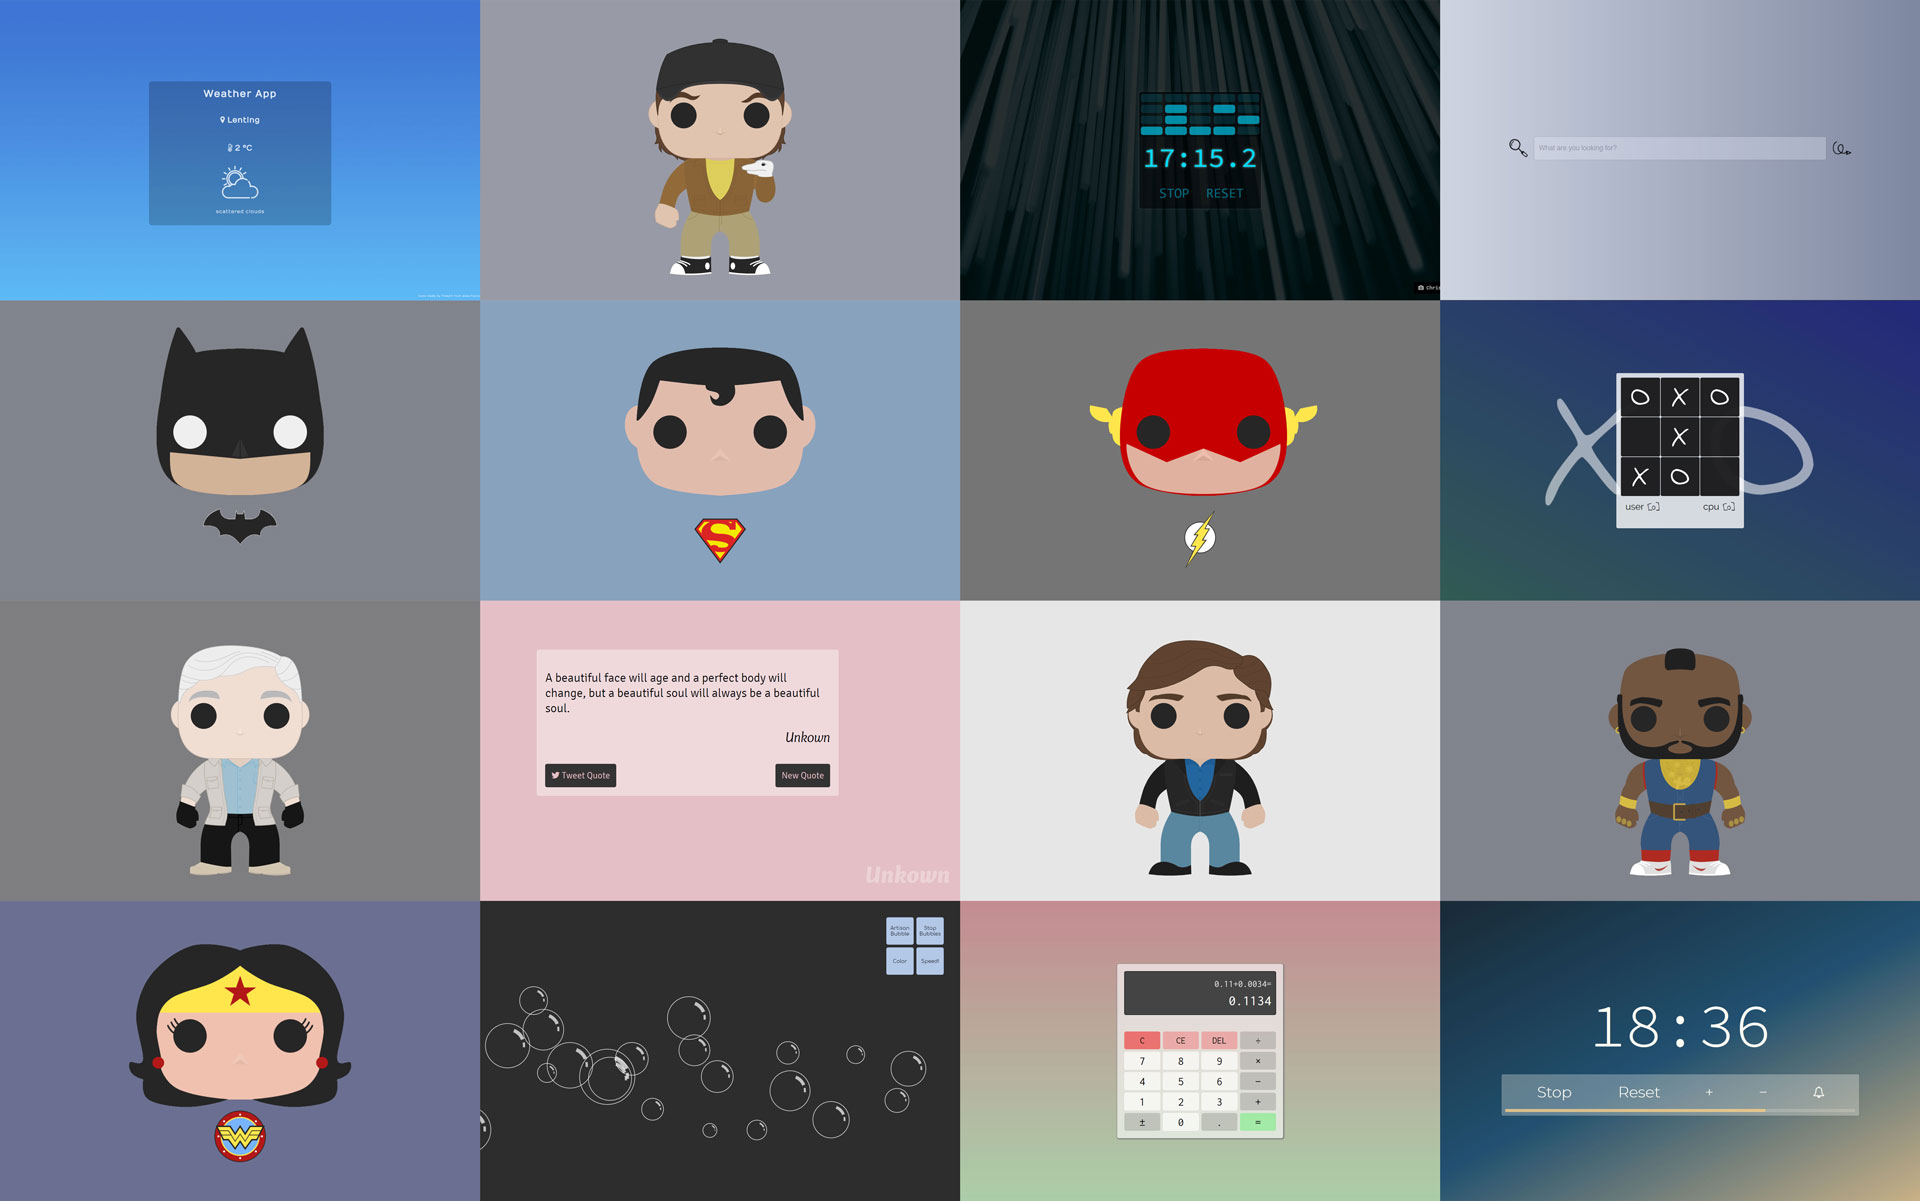 Weather App
Lenting
2 °C
scattered clouds
17:15.2
STOP RESET
What are you looking for?
O X O
X
X O
user [0] cpu [0]
A beautiful face will age and a perfect body will
change, but a beautiful soul will always be a beautiful
soul.
Unkown
Tweet Quote New Quote
Unkown
Artisan
Bubble
Stop
Bubbles
Color
Speed!
0.11+0.0034=
0.1134
C CE DEL ÷
7 8 9 ×
4 5 6 −
1 2 3 +
± 0 . =
18:36
Stop Reset + −